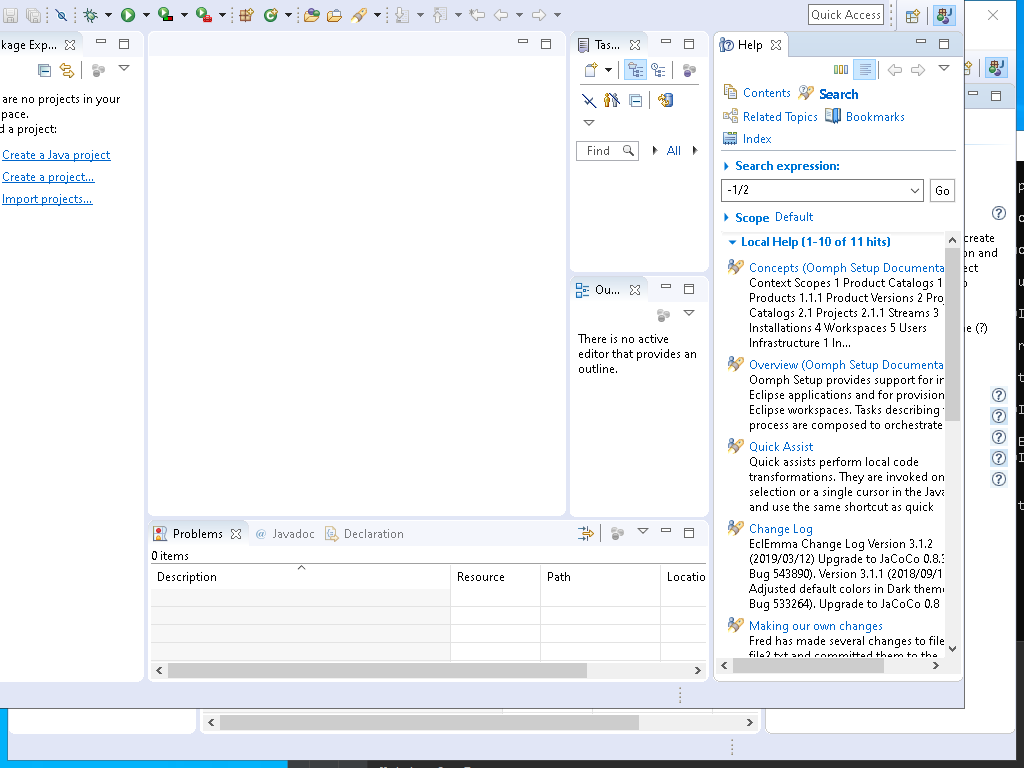 Quick Access
kage Exp...
are no projects in your
pace.
d a project:
Create a Java project
Create a project...
Import projects...
Tas...
Find
All
Ou...
There is no active
editor that provides an
outline.
Help
Contents
Search
Related Topics
Bookmarks
Index
Search expression:
-1/2
Go
Scope Default
Local Help (1-10 of 11 hits)
Concepts (Oomph Setup Documenta
Context Scopes 1 Product Catalogs 1
Products 1.1.1 Product Versions 2 Proj
Catalogs 2.1 Projects 2.1.1 Streams 3
Installations 4 Workspaces 5 Users
Infrastructure 1 In...
Overview (Oomph Setup Documenta
Oomph Setup provides support for in
Eclipse applications and for provision
Eclipse workspaces. Tasks describing
process are composed to orchestrate
Quick Assist
Quick assists perform local code
transformations. They are invoked on
selection or a single cursor in the Java
and use the same shortcut as quick
Change Log
EclEmma Change Log Version 3.1.2
(2019/03/12) Upgrade to JaCoCo 0.8.3
Bug 543890). Version 3.1.1 (2018/09/1
Adjusted default colors in Dark theme
Bug 533264). Upgrade to JaCoCo 0.8
Making our own changes
Fred has made several changes to file
file2.txt and committed them to the
create
on and
ect
e (?)
Problems
Javadoc
Declaration
0 items
Description
Resource
Path
Locatio